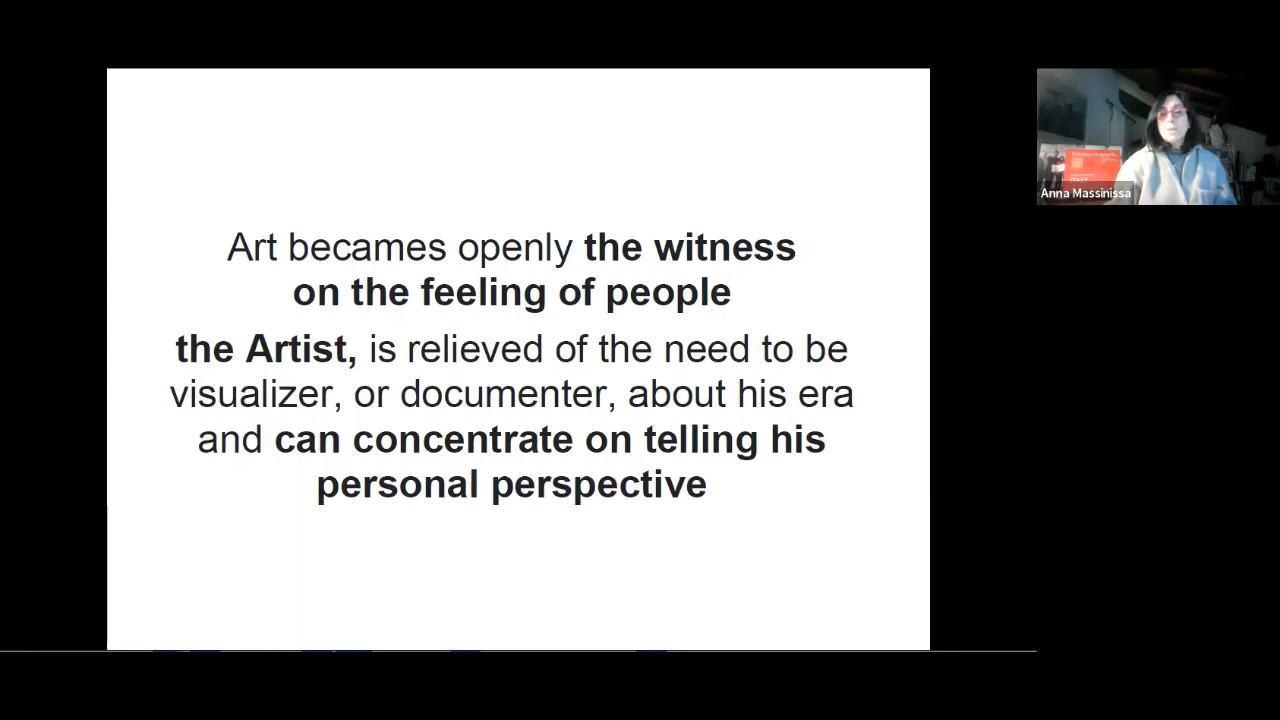 Art becames openly the witness
on the feeling of people
the Artist, is relieved of the need to be
visualizer, or documenter, about his era
and can concentrate on telling his
personal perspective
ITALY
Anna Massinissa